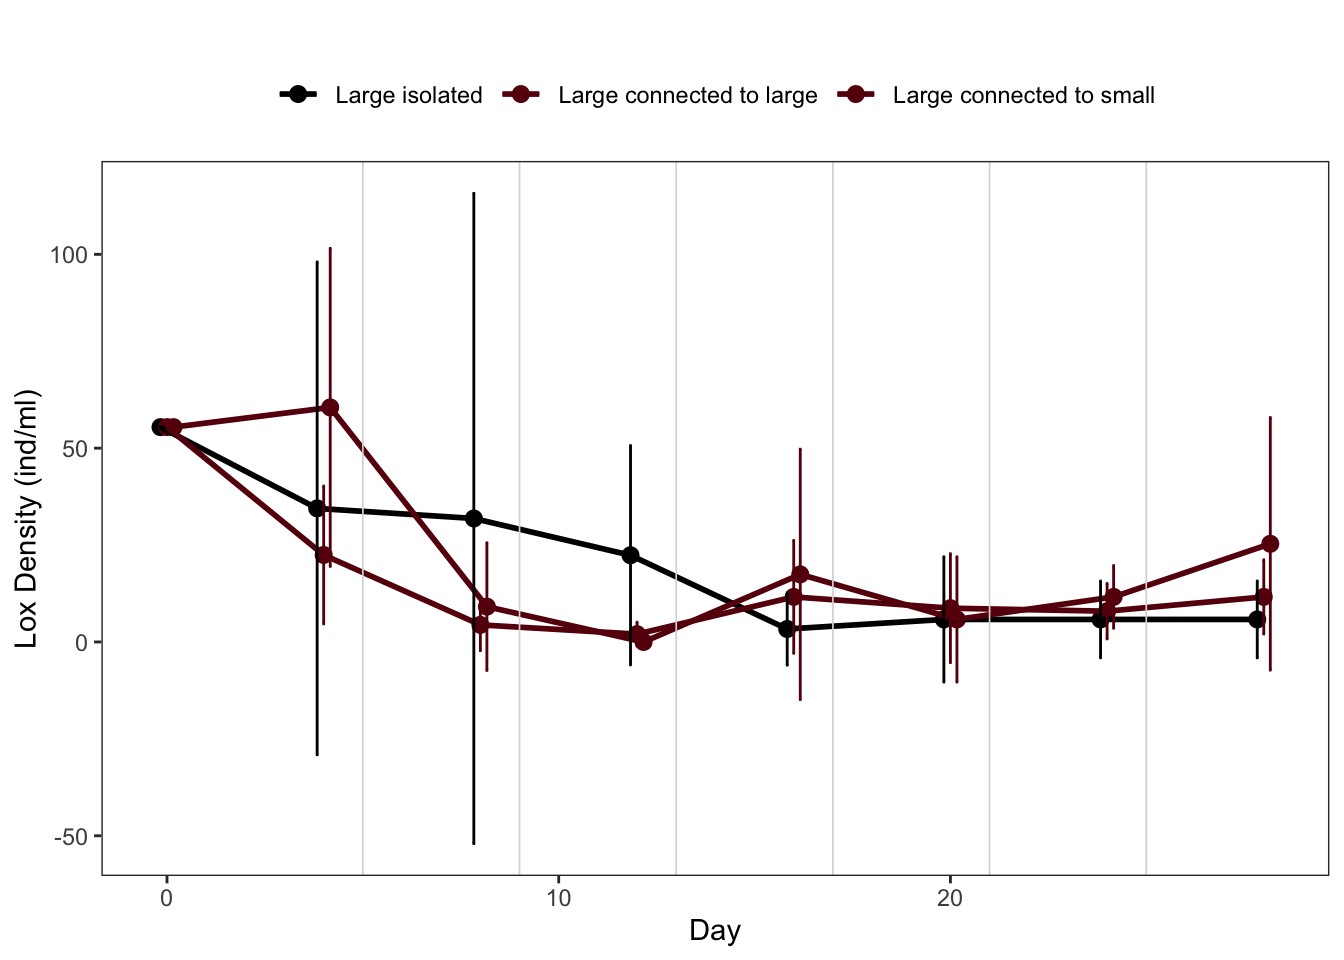 Large isolated Large connected to large Large connected to small
Lox Density (ind/ml)
100
50
0
-50
0 10 20
Day